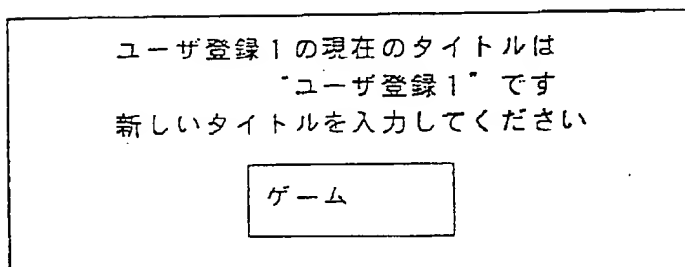 ユーザ登録1の現在のタイトルは
"ユーザ登録1"です
新しいタイトルを入力してください
ゲーム